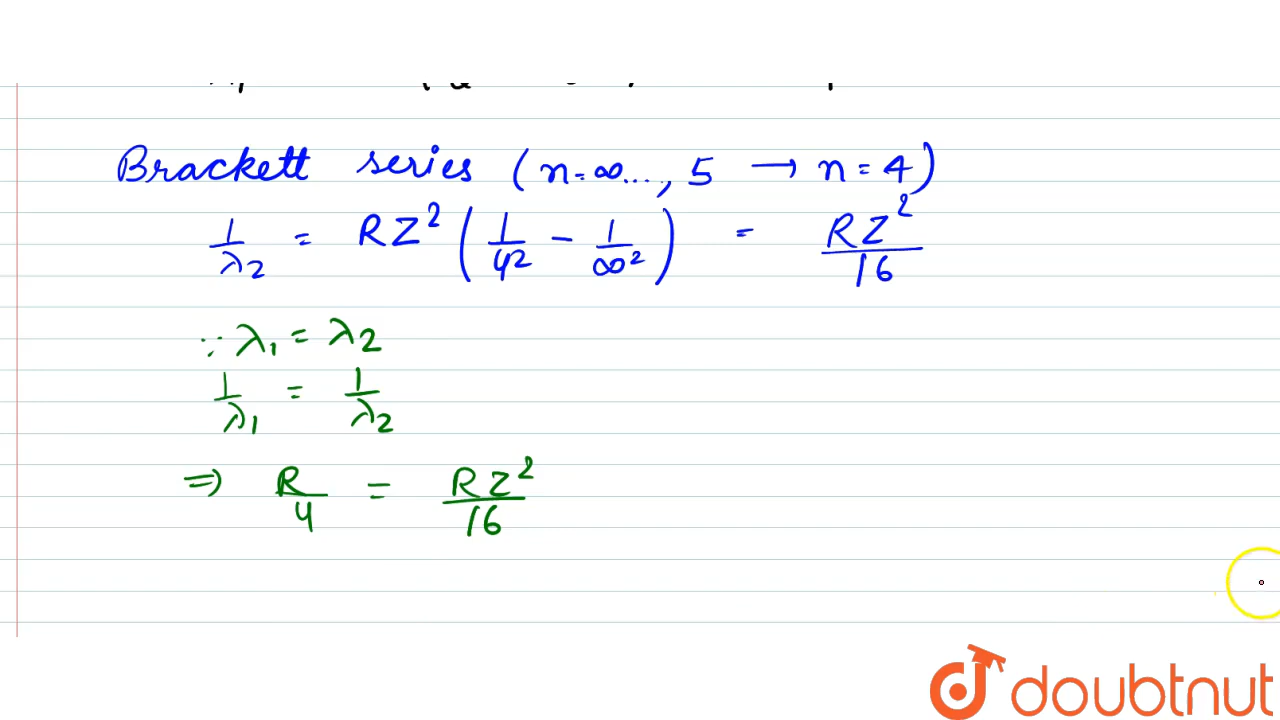 Brackett series (n=∞...., 5 → n = 4)
1/λ2 = RZ² (1/4² − 1/∞²) = RZ²/16
∵ λ1 = λ2
1/λ1 = 1/λ2
⇒ R/4 = RZ²/16
doubtnut